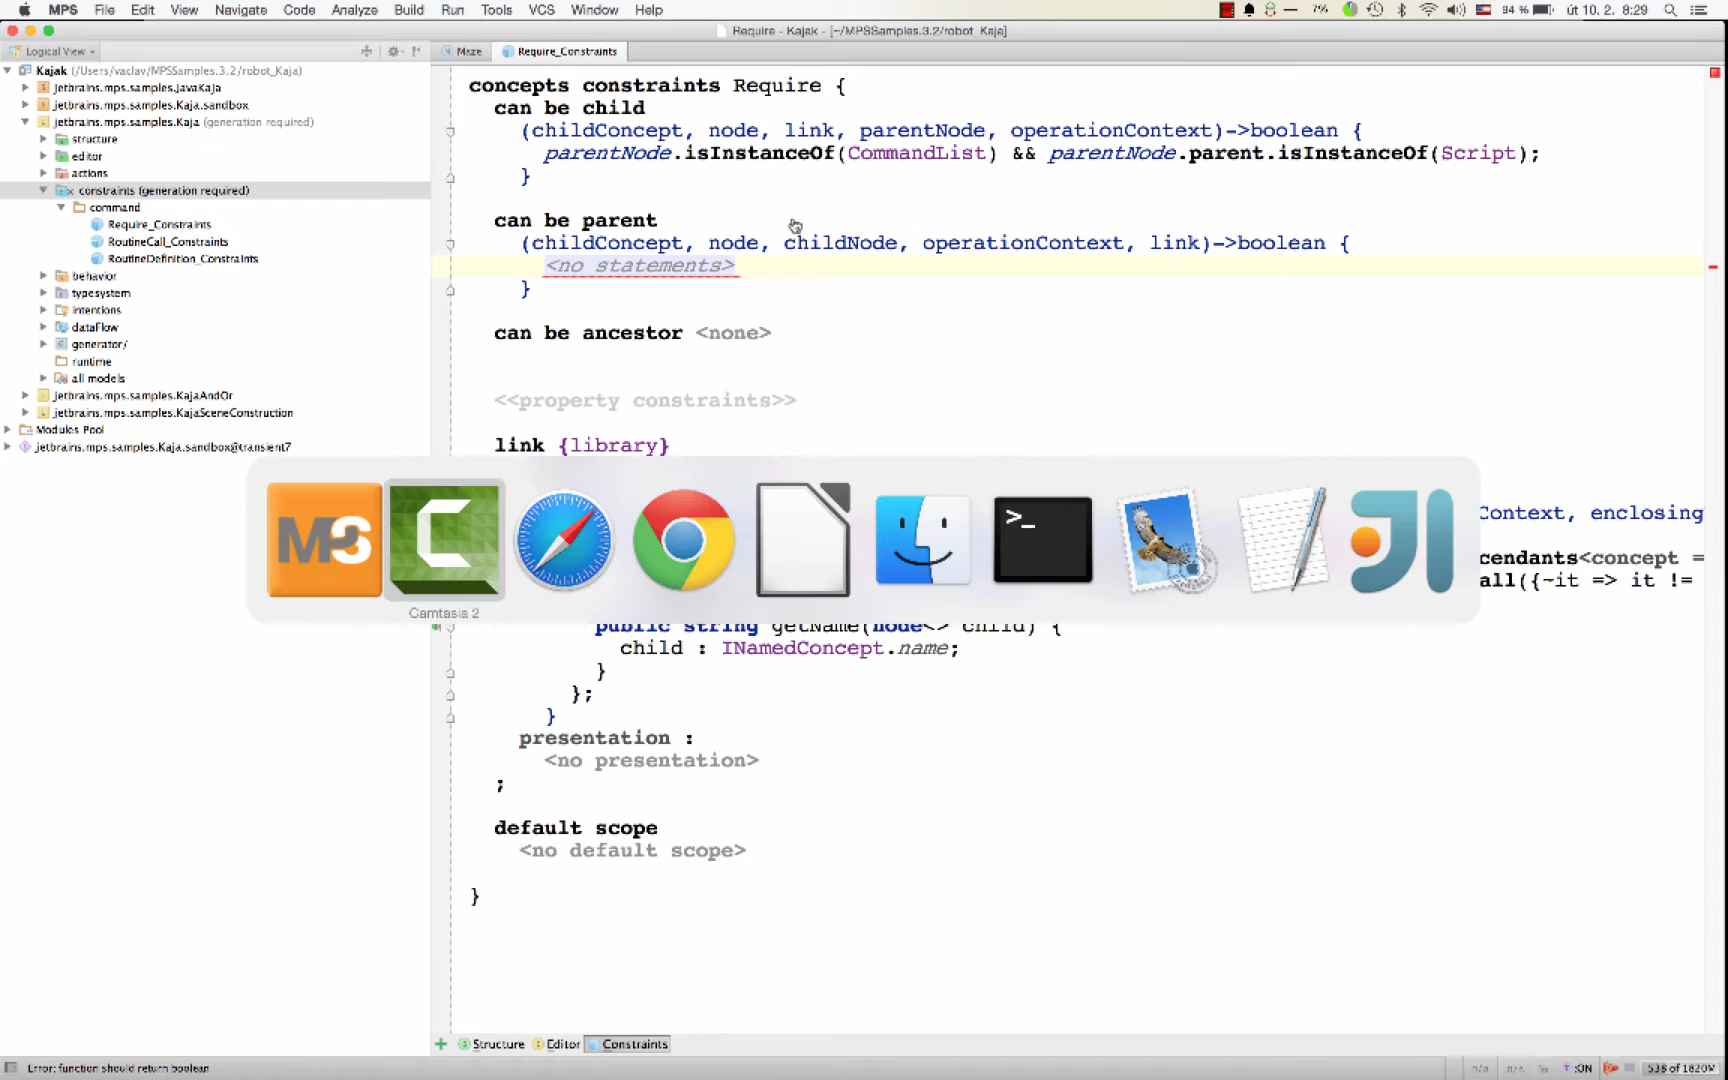 MPS File Edit View Navigate Code Analyze Build Run Tools VCS Window Help 7% 94 % út 10. 2. 8:29
Require - Kajak - [~/MPSSamples.3.2/robot_Kaja]
Logical View
Maze Require_Constraints
Kajak (/Users/vaclav/MPSSamples.3.2/robot_Kaja)
jetbrains.mps.samples.JavaKaja
jetbrains.mps.samples.Kaja.sandbox
jetbrains.mps.samples.Kaja (generation required)
structure
editor
actions
constraints (generation required)
command
Require_Constraints
RoutineCall_Constraints
RoutineDefinition_Constraints
behavior
typesystem
intentions
dataFlow
generator/
runtime
all models
jetbrains.mps.samples.KajaAndOr
jetbrains.mps.samples.KajaSceneConstruction
Modules Pool
jetbrains.mps.samples.Kaja.sandbox@transient7
concepts constraints Require {
can be child
(childConcept, node, link, parentNode, operationContext)->boolean {
parentNode.isInstanceOf(CommandList) && parentNode.parent.isInstanceOf(Script);
}
can be parent
(childConcept, node, childNode, operationContext, link)->boolean {
<no statements>
}
can be ancestor <none>
<<property constraints>>
link {library}
Context, enclosing
cendants<concept =
all({~it => it !=
MPS
>_
Camtasia 2
public string getName(node<> child) {
child : INamedConcept.name;
}
};
}
presentation :
<no presentation>
;
default scope
<no default scope>
}
Structure Editor Constraints
Error: function should return boolean
n/a n/a T :ON 538 of 1820M